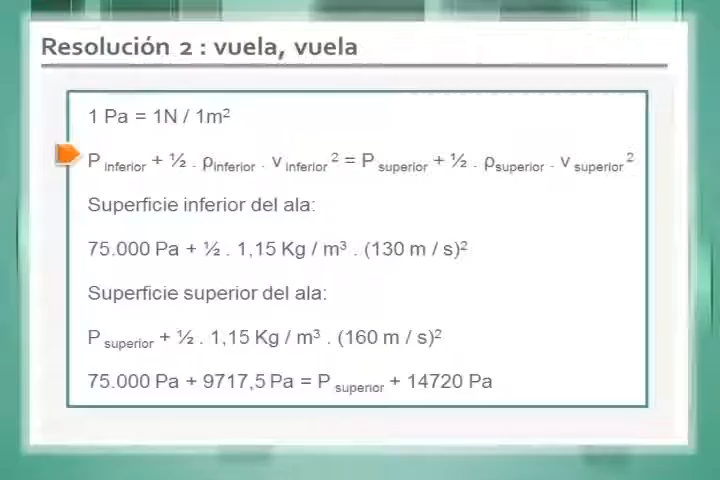 Resolución 2 : vuela, vuela
1 Pa = 1N / 1m²
P inferior + ½ . ρinferior . v inferior ² = P superior + ½ . ρsuperior . v superior ²
Superficie inferior del ala:
75.000 Pa + ½ . 1,15 Kg / m³ . (130 m / s)²
Superficie superior del ala:
P superior + ½ . 1,15 Kg / m³ . (160 m / s)²
75.000 Pa + 9717,5 Pa = P superior + 14720 Pa